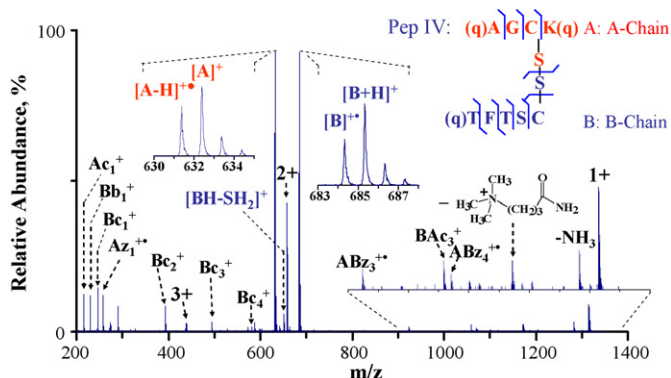 100
Relative Abundance, %
0
200 400 600 800 1000 1200 1400
m/z
Pep IV: (q)AGCK(q) A: A-Chain
S
S
(q)TFTSC B: B-Chain
[A]⁺
[A-H]⁺•
630 632 634
[B+H]⁺
[B]⁺•
683 685 687
[BH-SH₂]⁺
2+
Ac₁⁺
Bb₁⁺
Bc₁⁺
Az₁⁺•
Bc₂⁺
3+
Bc₃⁺
Bc₄⁺
1+
CH₃ O
− H₃C N⁺ NH₂
H₃C (CH₂)₃
-NH₃
ABz₃⁺•
BAc₃⁺
ABz₄⁺•